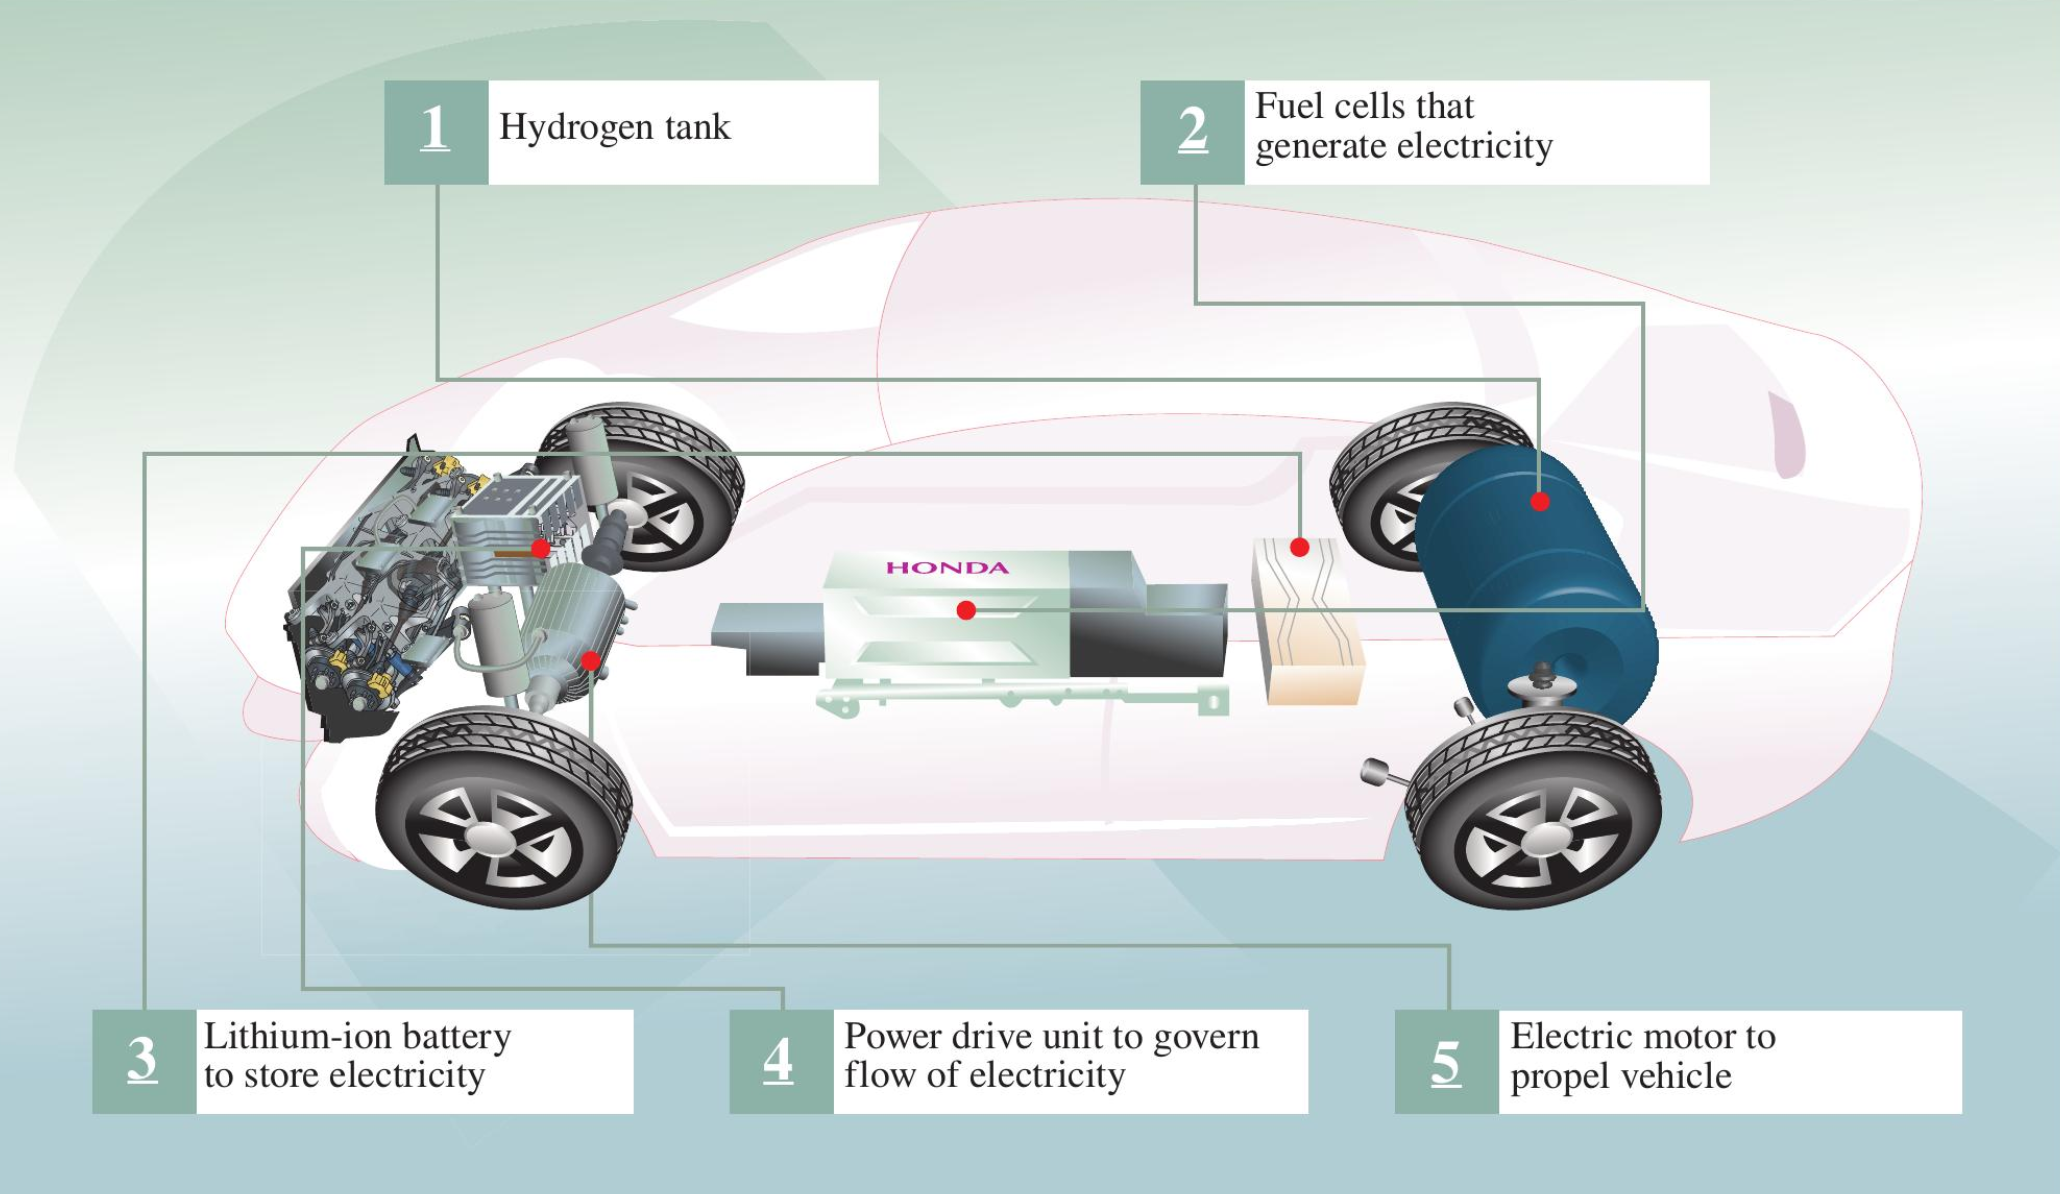 1
Hydrogen tank
2
Fuel cells that
generate electricity
HONDA
3
Lithium-ion battery
to store electricity
4
Power drive unit to govern
flow of electricity
5
Electric motor to
propel vehicle